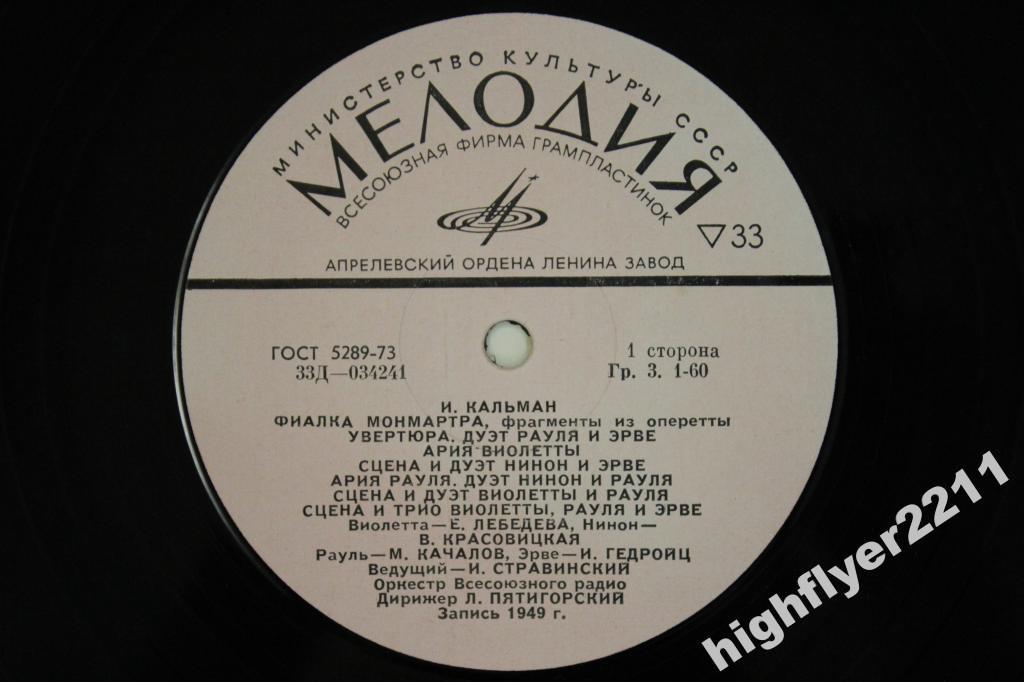 МИНИСТЕРСТВО КУЛЬТУРЫ СССР
МЕЛОДИЯ
ВСЕСОЮЗНАЯ ФИРМА ГРАМПЛАСТИНОК
▽33
АПРЕЛЕВСКИЙ ОРДЕНА ЛЕНИНА ЗАВОД
ГОСТ 5289-73
33Д—034241
1 сторона
Гр. 3. 1-60
И. КАЛЬМАН
ФИАЛКА МОНМАРТРА, фрагменты из оперетты
УВЕРТЮРА. ДУЭТ РАУЛЯ И ЭРВЕ
АРИЯ ВИОЛЕТТЫ
СЦЕНА И ДУЭТ НИНОН И ЭРВЕ
АРИЯ РАУЛЯ. ДУЭТ НИНОН И РАУЛЯ
СЦЕНА И ДУЭТ ВИОЛЕТТЫ И РАУЛЯ
СЦЕНА И ТРИО ВИОЛЕТТЫ, РАУЛЯ И ЭРВЕ
Виолетта—Е. ЛЕБЕДЕВА, Нинон—
В. КРАСОВИЦКАЯ
Рауль—М. КАЧАЛОВ, Эрве—И. ГЕДРОЙЦ
Ведущий—И. СТРАВИНСКИЙ
Оркестр Всесоюзного радио
Дирижер Л. ПЯТИГОРСКИЙ
Запись 1949 г.
highflyer2211